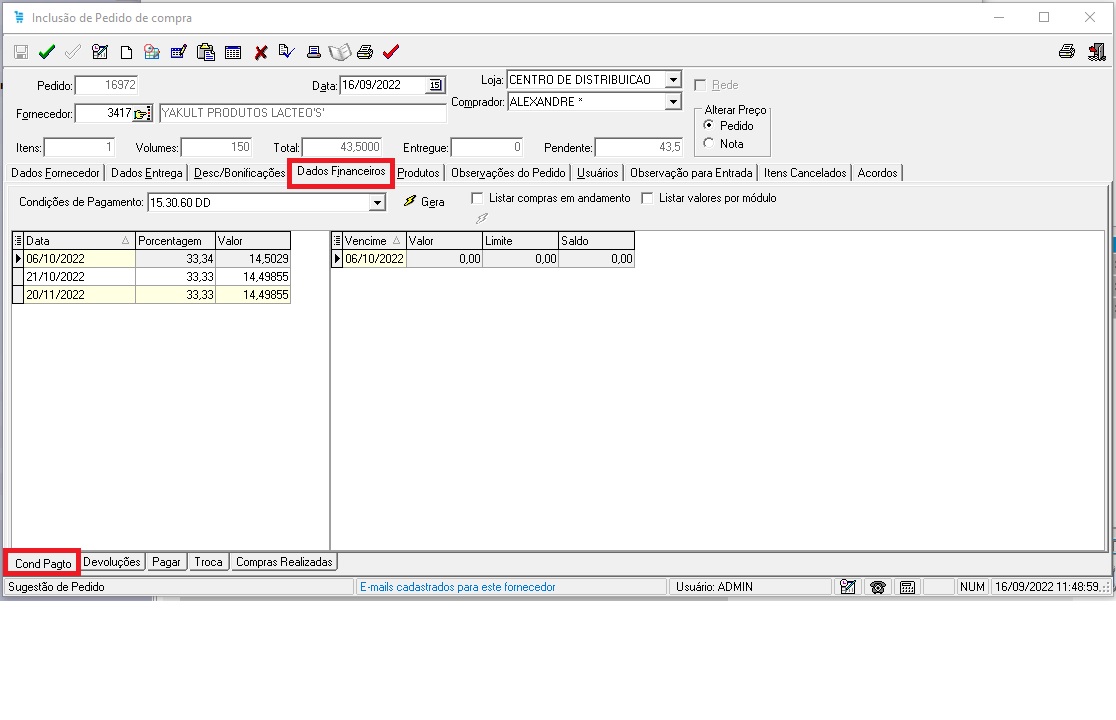 Inclusão de Pedido de compra
Pedido: 16972 Data: 16/09/2022 15 Loja: CENTRO DE DISTRIBUICAO Rede
Fornecedor: 3417 YAKULT PRODUTOS LACTEO'S' Comprador: ALEXANDRE *
Alterar Preço
Pedido
Nota
Itens: 1 Volumes: 150 Total: 43,5000 Entregue: 0 Pendente: 43,5
Dados Fornecedor Dados Entrega Desc/Bonificações Dados Financeiros Produtos Observações do Pedido Usuários Observação para Entrada Itens Cancelados Acordos
Condições de Pagamento: 15.30.60 DD Gera Listar compras em andamento Listar valores por módulo
Data Porcentagem Valor
06/10/2022 33,34 14,5029
21/10/2022 33,33 14,49855
20/11/2022 33,33 14,49855
Vencime Valor Limite Saldo
06/10/2022 0,00 0,00 0,00
Cond Pagto Devoluções Pagar Troca Compras Realizadas
Sugestão de Pedido E-mails cadastrados para este fornecedor Usuário: ADMIN NUM 16/09/2022 11:48:59